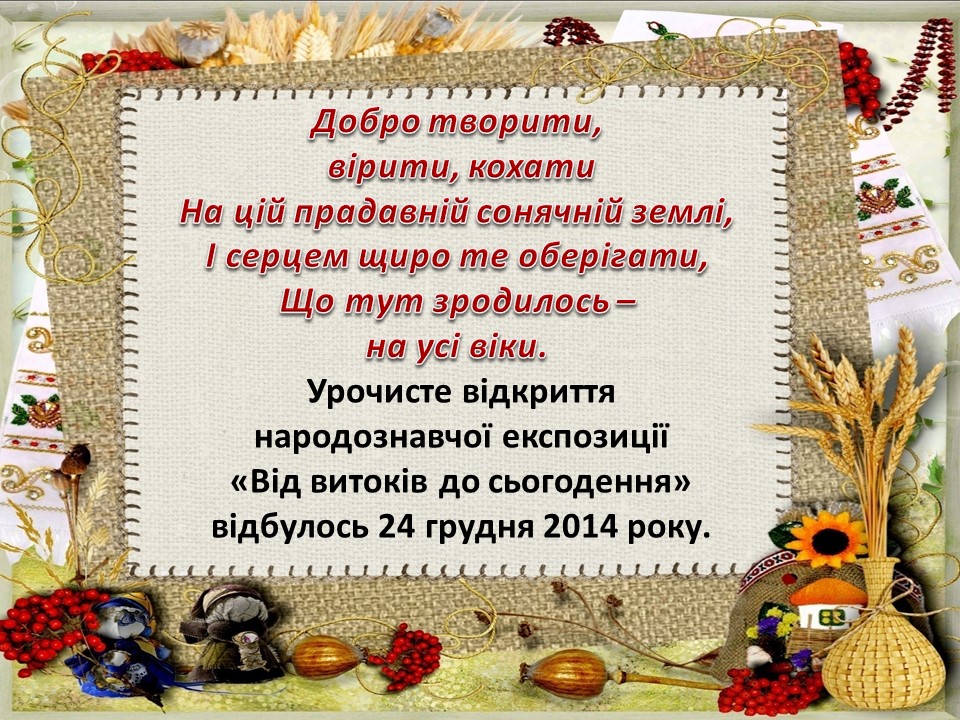 Добро творити,
вірити, кохати
На цій прадавній сонячній землі,
І серцем щиро те оберігати,
Що тут зродилось –
на усі віки.
Урочисте відкриття
народознавчої експозиції
«Від витоків до сьогодення»
відбулось 24 грудня 2014 року.